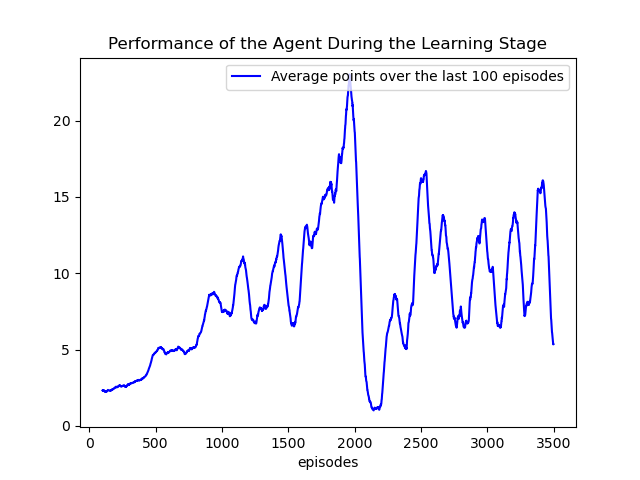 Performance of the Agent During the Learning Stage
Average points over the last 100 episodes
20
15
10
5
0
0 500 1000 1500 2000 2500 3000 3500
episodes